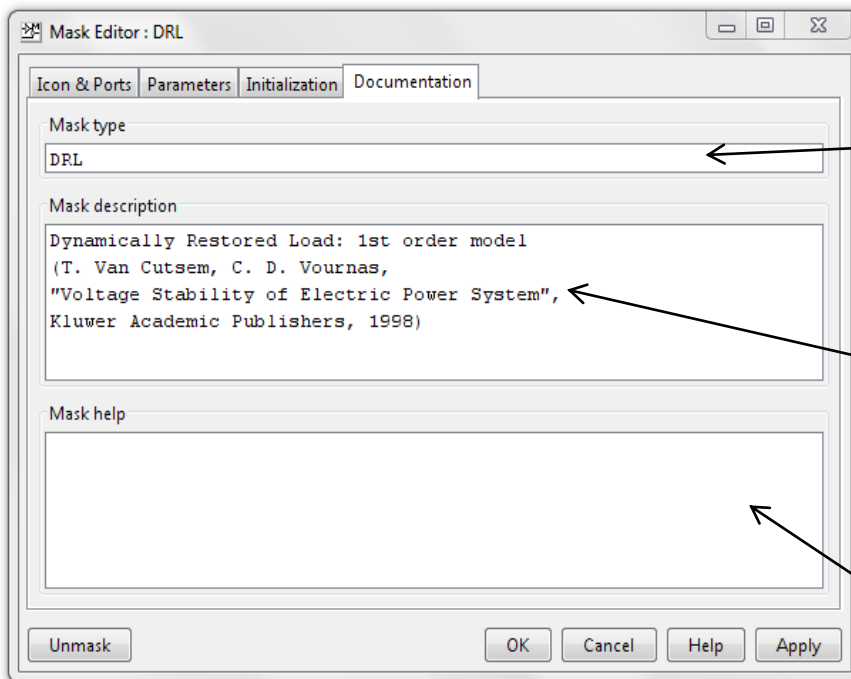 Mask Editor : DRL
Icon & Ports Parameters Initialization Documentation
Mask type
DRL
Mask description
Dynamically Restored Load: 1st order model
(T. Van Cutsem, C. D. Vournas,
"Voltage Stability of Electric Power System",
Kluwer Academic Publishers, 1998)
Mask help
Unmask OK Cancel Help Apply